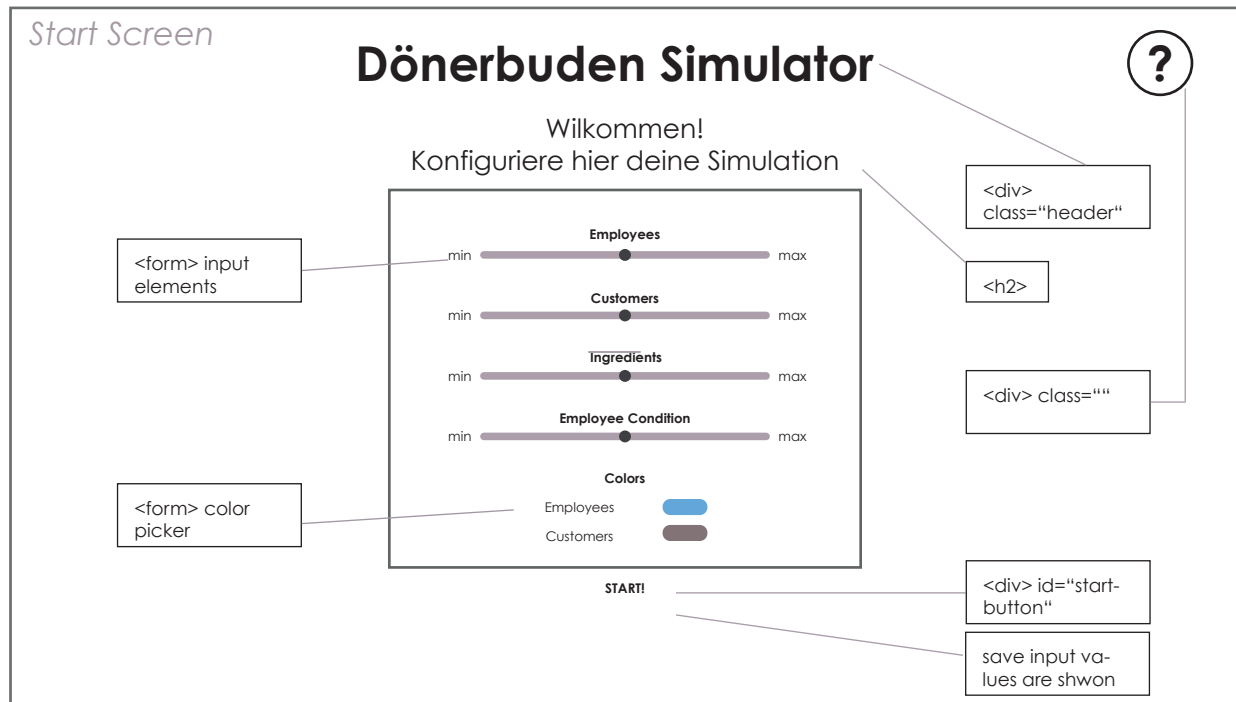 Start Screen
Dönerbuden Simulator
?
Wilkommen!
Konfiguriere hier deine Simulation
<div>
class=“header“
<form> input
elements
Employees
min max
<h2>
Customers
min max
Ingredients
min max
<div> class=““
Employee Condition
min max
Colors
<form> color
picker
Employees
Customers
START!
<div> id=“start-
button“
save input va-
lues are shwon